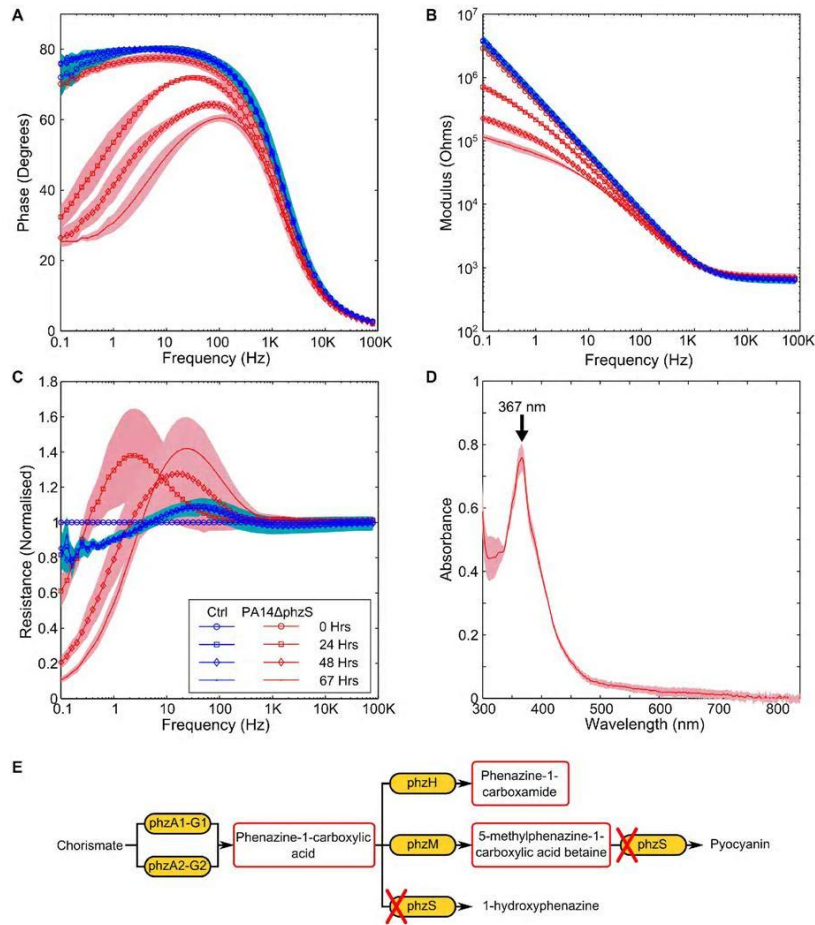 A
80
60
40
20
0
Phase (Degrees)
0.1 1 10 100 1K 10K 100K
Frequency (Hz)
B
10^7
10^6
10^5
10^4
10^3
10^2
Modulus (Ohms)
0.1 1 10 100 1K 10K 100K
Frequency (Hz)
C
1.8
1.6
1.4
1.2
1
0.8
0.6
0.4
0.2
0
Resistance (Normalised)
Ctrl PA14ΔphzS
0 Hrs
24 Hrs
48 Hrs
67 Hrs
0.1 1 10 100 1K 10K 100K
Frequency (Hz)
D
1
0.8
0.6
0.4
0.2
0
Absorbance
367 nm
300 400 500 600 700 800
Wavelength (nm)
E
Chorismate
phzA1-G1
phzA2-G2
Phenazine-1-carboxylic
acid
phzH
Phenazine-1-
carboxamide
phzM
5-methylphenazine-1-
carboxylic acid betaine
phzS
Pyocyanin
phzS
1-hydroxyphenazine